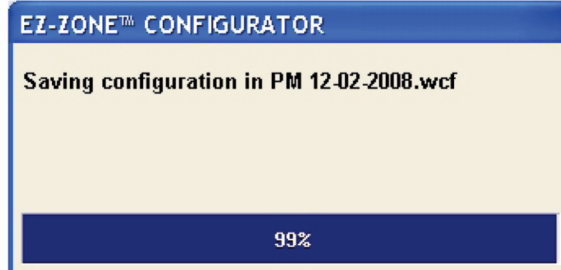 EZ-ZONE™ CONFIGURATOR
Saving configuration in PM 12-02-2008.wcf
99%